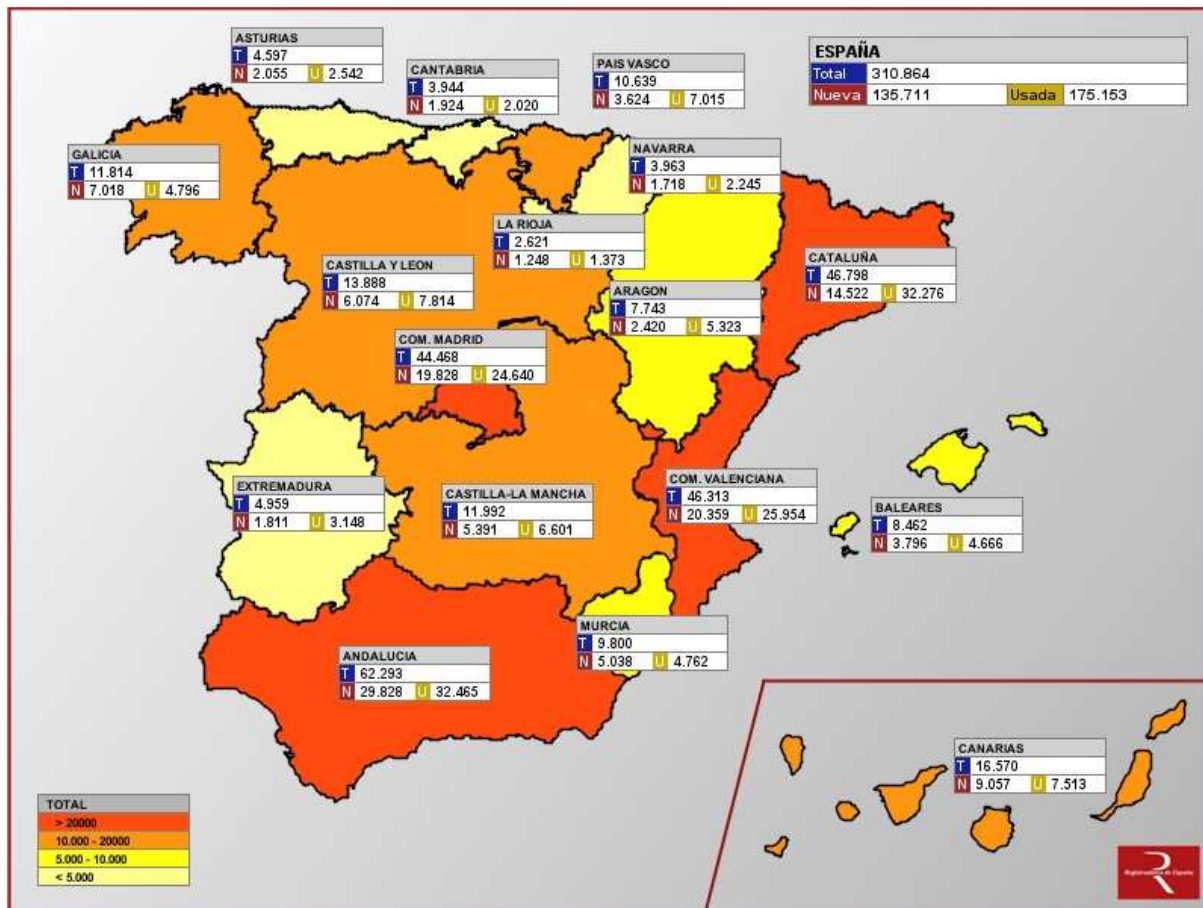 ASTURIAS
T 4.597
N 2.055 U 2.542
CANTABRIA
T 3.944
N 1.924 U 2.020
PAIS VASCO
T 10.639
N 3.624 U 7.015
ESPAÑA
Total 310.864
Nueva 135.711 Usada 175.153
GALICIA
T 11.814
N 7.018 U 4.796
NAVARRA
T 3.963
N 1.718 U 2.245
LA RIOJA
T 2.621
N 1.248 U 1.373
CASTILLA Y LEON
T 13.888
N 6.074 U 7.814
CATALUÑA
T 46.798
N 14.522 U 32.276
ARAGON
T 7.743
N 2.420 U 5.323
COM. MADRID
T 44.468
N 19.828 U 24.640
EXTREMADURA
T 4.959
N 1.811 U 3.148
CASTILLA-LA MANCHA
T 11.992
N 5.391 U 6.601
COM. VALENCIANA
T 46.313
N 20.359 U 25.954
BALEARES
T 8.462
N 3.796 U 4.666
MURCIA
T 9.800
N 5.038 U 4.762
ANDALUCIA
T 62.293
N 29.828 U 32.465
CANARIAS
T 16.570
N 9.057 U 7.513
TOTAL
> 20000
10.000 - 20000
5.000 - 10.000
< 5.000
R
Registradores de España